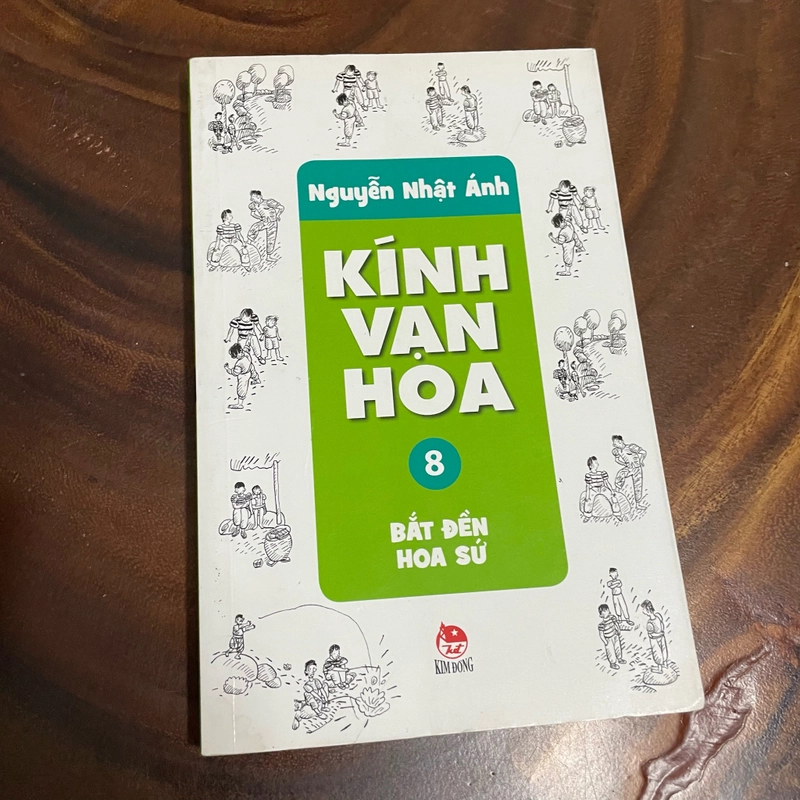 Nguyễn Nhật Ánh
KÍNH
VẠN
HOA
8
BẮT ĐỀN
HOA SỨ
KIM ĐỒNG